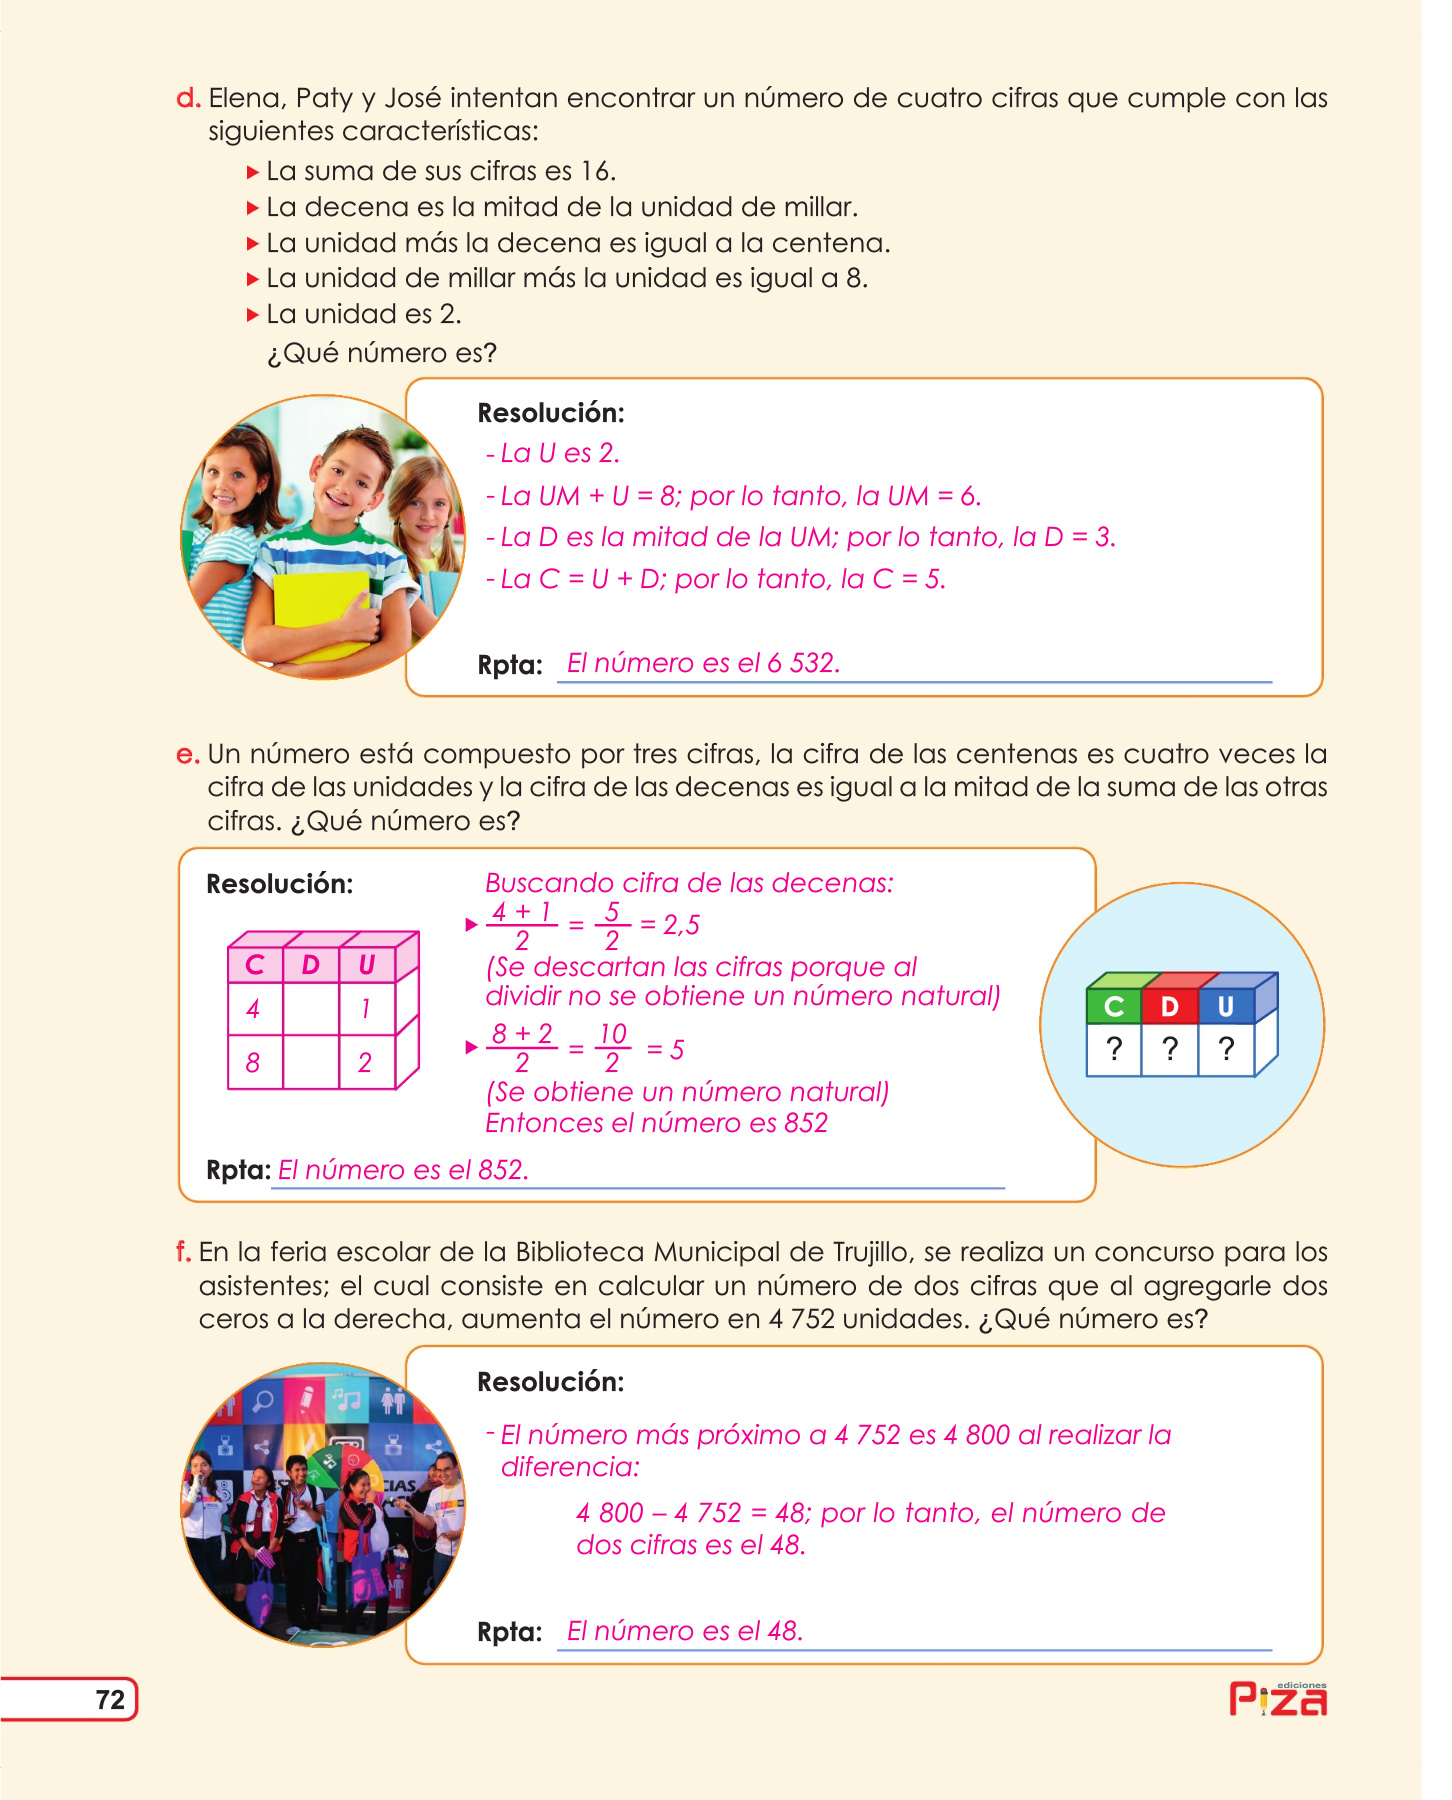 d. Elena, Paty y José intentan encontrar un número de cuatro cifras que cumple con las
siguientes características:
▶ La suma de sus cifras es 16.
▶ La decena es la mitad de la unidad de millar.
▶ La unidad más la decena es igual a la centena.
▶ La unidad de millar más la unidad es igual a 8.
▶ La unidad es 2.
¿Qué número es?
Resolución:
- La U es 2.
- La UM + U = 8; por lo tanto, la UM = 6.
- La D es la mitad de la UM; por lo tanto, la D = 3.
- La C = U + D; por lo tanto, la C = 5.
Rpta: El número es el 6 532.
e. Un número está compuesto por tres cifras, la cifra de las centenas es cuatro veces la
cifra de las unidades y la cifra de las decenas es igual a la mitad de la suma de las otras
cifras. ¿Qué número es?
Resolución:
C D U
4 1
8 2
Buscando cifra de las decenas:
▶ 4 + 1 / 2 = 5 / 2 = 2,5
(Se descartan las cifras porque al
dividir no se obtiene un número natural)
▶ 8 + 2 / 2 = 10 / 2 = 5
(Se obtiene un número natural)
Entonces el número es 852
C D U
? ? ?
Rpta: El número es el 852.
f. En la feria escolar de la Biblioteca Municipal de Trujillo, se realiza un concurso para los
asistentes; el cual consiste en calcular un número de dos cifras que al agregarle dos
ceros a la derecha, aumenta el número en 4 752 unidades. ¿Qué número es?
Resolución:
- El número más próximo a 4 752 es 4 800 al realizar la
diferencia:
4 800 – 4 752 = 48; por lo tanto, el número de
dos cifras es el 48.
Rpta: El número es el 48.
72
ediciones
Piza